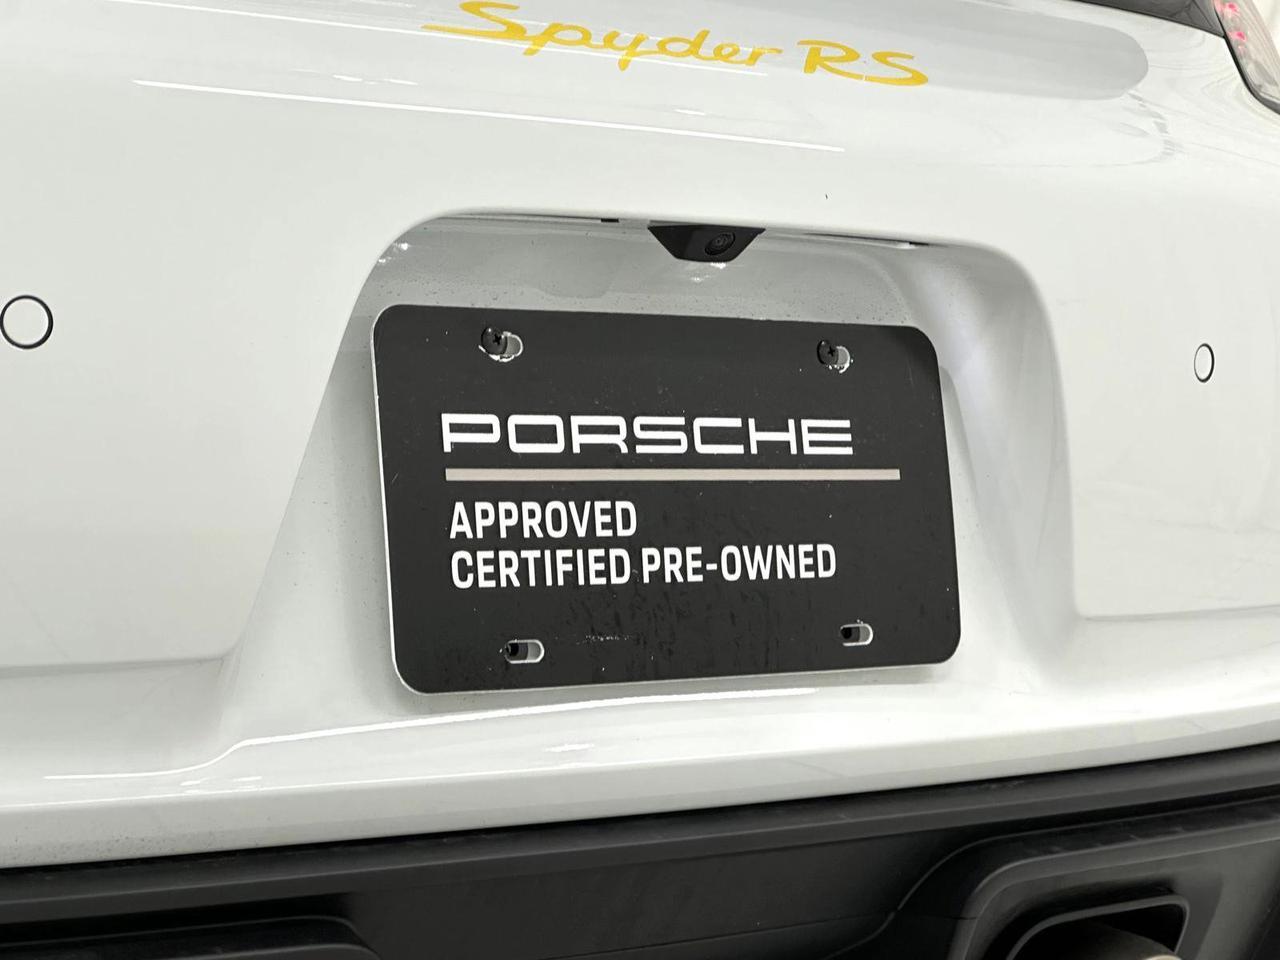 Spyder RS
PORSCHE
APPROVED
CERTIFIED PRE-OWNED